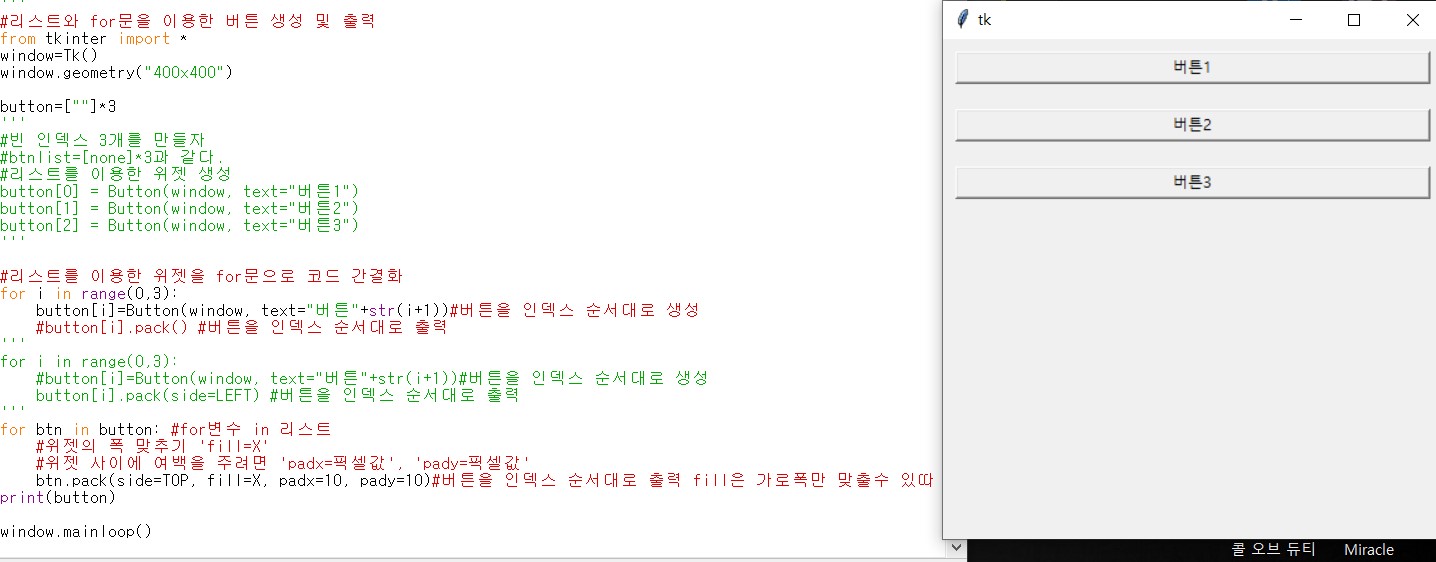 '''
#리스트와 for문을 이용한 버튼 생성 및 출력
from tkinter import *
window=Tk()
window.geometry("400x400")
button=[""]*3
'''
#빈 인덱스 3개를 만들자
#btnlist=[none]*3과 같다.
#리스트를 이용한 위젯 생성
button[0] = Button(window, text="버튼1")
button[1] = Button(window, text="버튼2")
button[2] = Button(window, text="버튼3")
'''
#리스트를 이용한 위젯을 for문으로 코드 간결화
for i in range(0,3):
    button[i]=Button(window, text="버튼"+str(i+1))#버튼을 인덱스 순서대로 생성
    #button[i].pack() #버튼을 인덱스 순서대로 출력
'''
for i in range(0,3):
    #button[i]=Button(window, text="버튼"+str(i+1))#버튼을 인덱스 순서대로 생성
    button[i].pack(side=LEFT) #버튼을 인덱스 순서대로 출력
'''
for btn in button: #for변수 in 리스트
    #위젯의 폭 맞추기 'fill=X'
    #위젯 사이에 여백을 주려면 'padx=픽셀값', 'pady=픽셀값'
    btn.pack(side=TOP, fill=X, padx=10, pady=10)#버튼을 인덱스 순서대로 출력 fill은 가로폭만 맞출수 있따
print(button)
window.mainloop()
tk
버튼1
버튼2
버튼3
콜 오브 듀티 Miracle